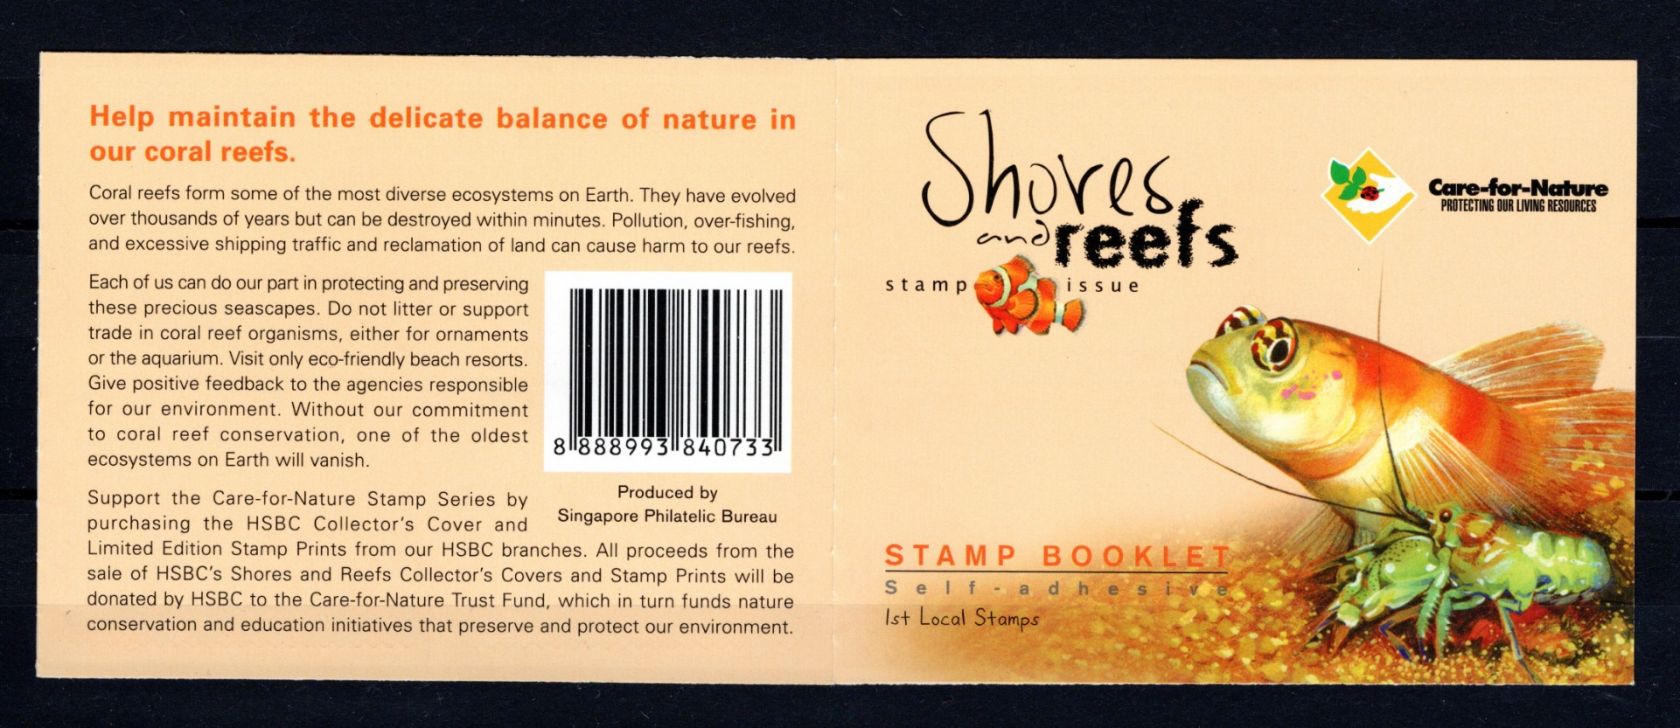 Help maintain the delicate balance of nature in
our coral reefs.
Coral reefs form some of the most diverse ecosystems on Earth. They have evolved
over thousands of years but can be destroyed within minutes. Pollution, over-fishing,
and excessive shipping traffic and reclamation of land can cause harm to our reefs.
Each of us can do our part in protecting and preserving
these precious seascapes. Do not litter or support
trade in coral reef organisms, either for ornaments
or the aquarium. Visit only eco-friendly beach resorts.
Give positive feedback to the agencies responsible
for our environment. Without our commitment
to coral reef conservation, one of the oldest
ecosystems on Earth will vanish.
Support the Care-for-Nature Stamp Series by
purchasing the HSBC Collector's Cover and
Limited Edition Stamp Prints from our HSBC branches. All proceeds from the
sale of HSBC's Shores and Reefs Collector's Covers and Stamp Prints will be
donated by HSBC to the Care-for-Nature Trust Fund, which in turn funds nature
conservation and education initiatives that preserve and protect our environment.
8 888993 840733
Produced by
Singapore Philatelic Bureau
Shores
and reefs
stamp issue
Care-for-Nature
PROTECTING OUR LIVING RESOURCES
STAMP BOOKLET
Self-adhesive
1st Local Stamps